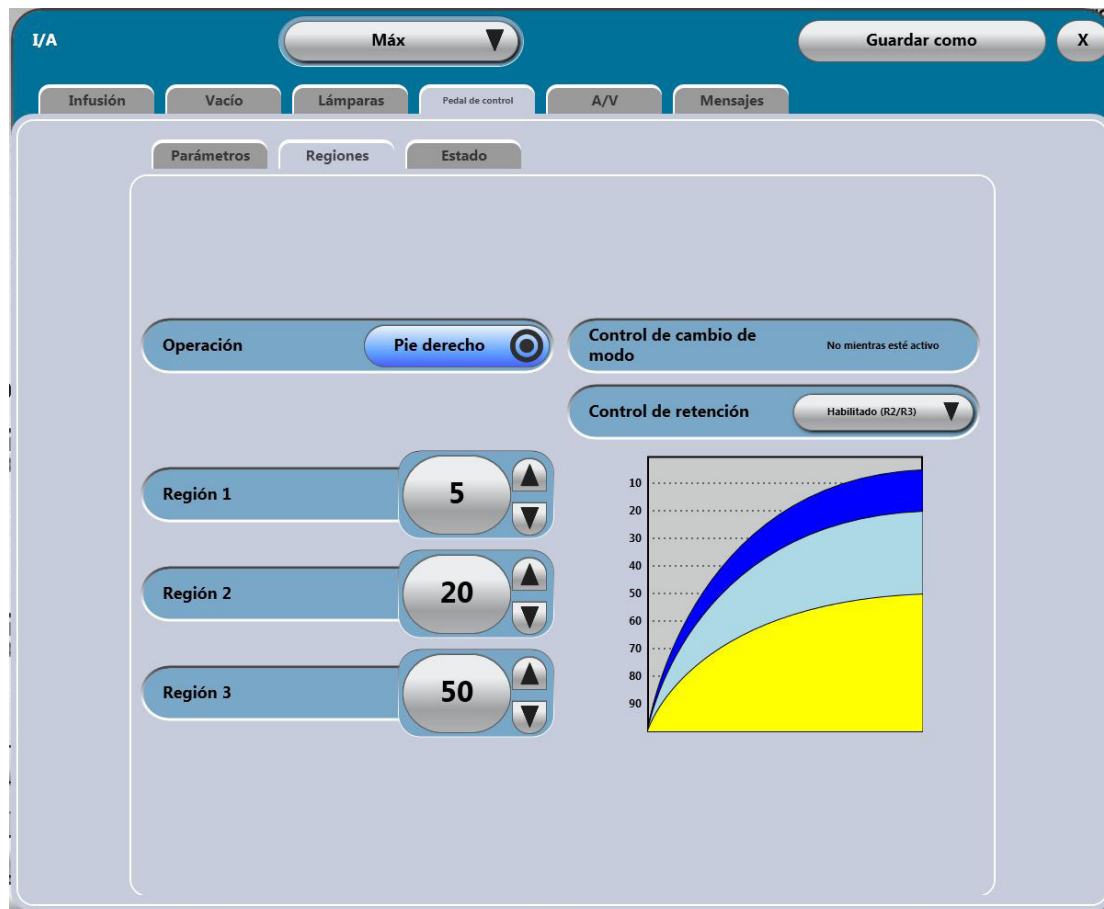 I/A
Máx
Guardar como
X
Infusión
Vacío
Lámparas
Pedal de control
A/V
Mensajes
Parámetros
Regiones
Estado
Operación
Pie derecho
Control de cambio de
modo
No mientras esté activo
Control de retención
Habilitado (R2/R3)
Región 1
5
Región 2
20
Región 3
50
10
20
30
40
50
60
70
80
90